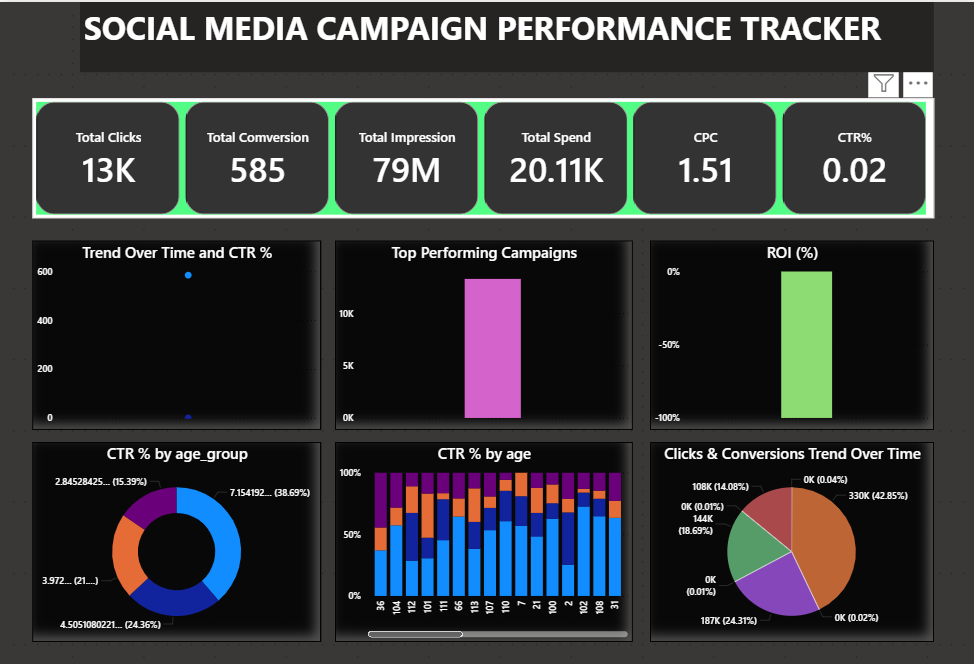 SOCIAL MEDIA CAMPAIGN PERFORMANCE TRACKER
Total Clicks
13K
Total Comversion
585
Total Impression
79M
Total Spend
20.11K
CPC
1.51
CTR%
0.02
Trend Over Time and CTR %
600
400
200
0
Top Performing Campaigns
10K
5K
0K
ROI (%)
0%
-50%
-100%
CTR % by age_group
2.84528425... (15.39%)
7.154192... (38.69%)
3.972... (21....)
4.5051080221... (24.36%)
CTR % by age
100%
50%
0%
36
104
112
101
111
66
113
107
110
7
21
100
2
102
108
31
Clicks & Conversions Trend Over Time
0K (0.04%)
108K (14.08%)
330K (42.85%)
0K (0.01%)
144K
(18.69%)
0K
(0.01%)
187K (24.31%)
0K (0.02%)